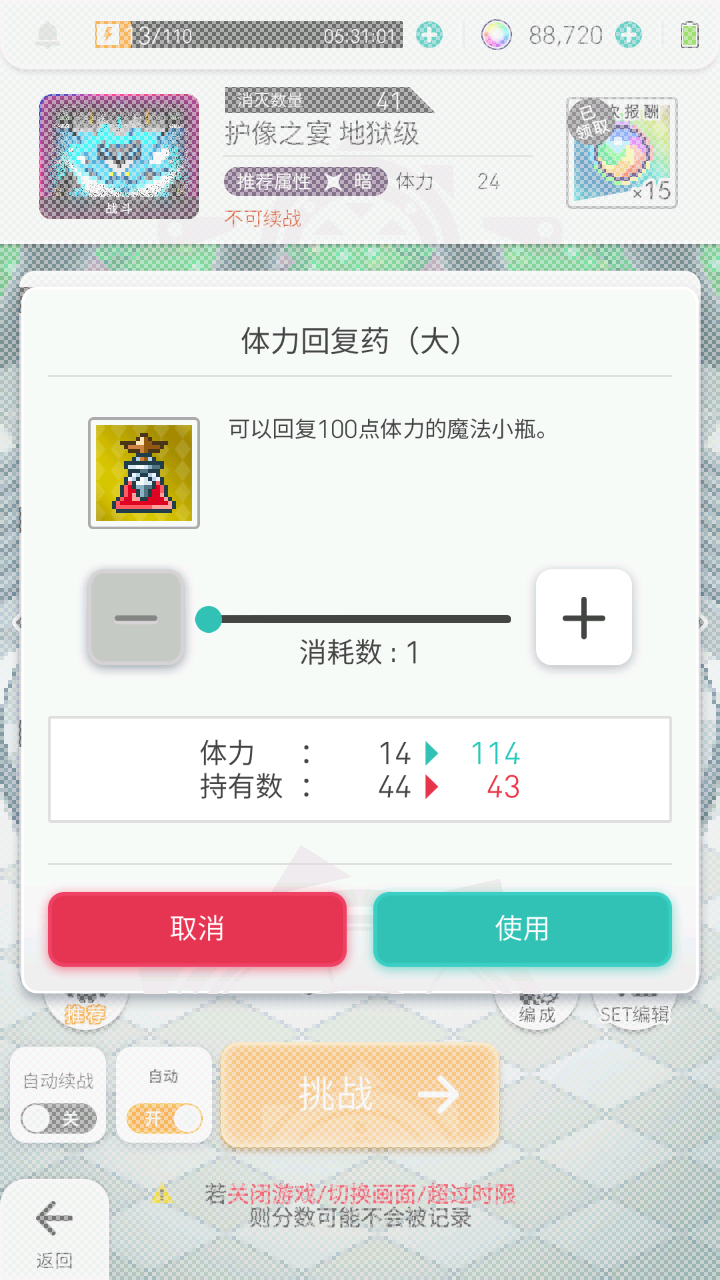 13/110
05:31:01
88,720
消灭数量 41
护像之宴 地狱级
推荐属性 暗 体力 24
不可续战
战斗
次报酬
已领取
×15
体力回复药（大）
可以回复100点体力的魔法小瓶。
消耗数 : 1
体力 : 14 114
持有数 : 44 43
取消
使用
推荐
编成
SET编辑
自动续战
关
自动
开
挑战
若关闭游戏/切换画面/超过时限
则分数可能不会被记录
返回